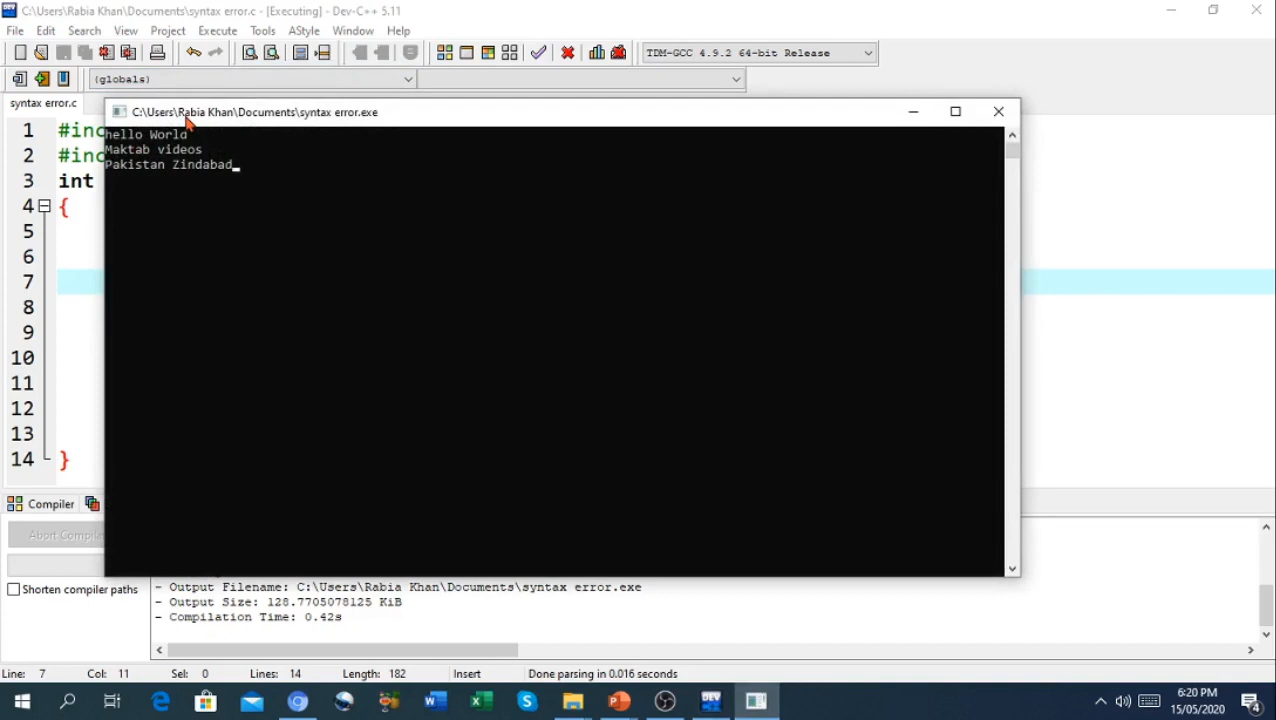 C:\Users\Rabia Khan\Documents\syntax error.c - [Executing] - Dev-C++ 5.11
File Edit Search View Project Execute Tools AStyle Window Help
TDM-GCC 4.9.2 64-bit Release
(globals)
syntax error.c
C:\Users\Rabia Khan\Documents\syntax error.exe
hello World
Maktab videos
Pakistan Zindabad
1 #inc
2 #inc
3 int
4 {
5
6
7
8
9
10
11
12
13
14 }
Compiler
Abort Compila
Shorten compiler paths
- Output Filename: C:\Users\Rabia Khan\Documents\syntax error.exe
- Output Size: 128.7705078125 KiB
- Compilation Time: 0.42s
Line: 7 Col: 11 Sel: 0 Lines: 14 Length: 182 Insert Done parsing in 0.016 seconds
6:20 PM
15/05/2020
4